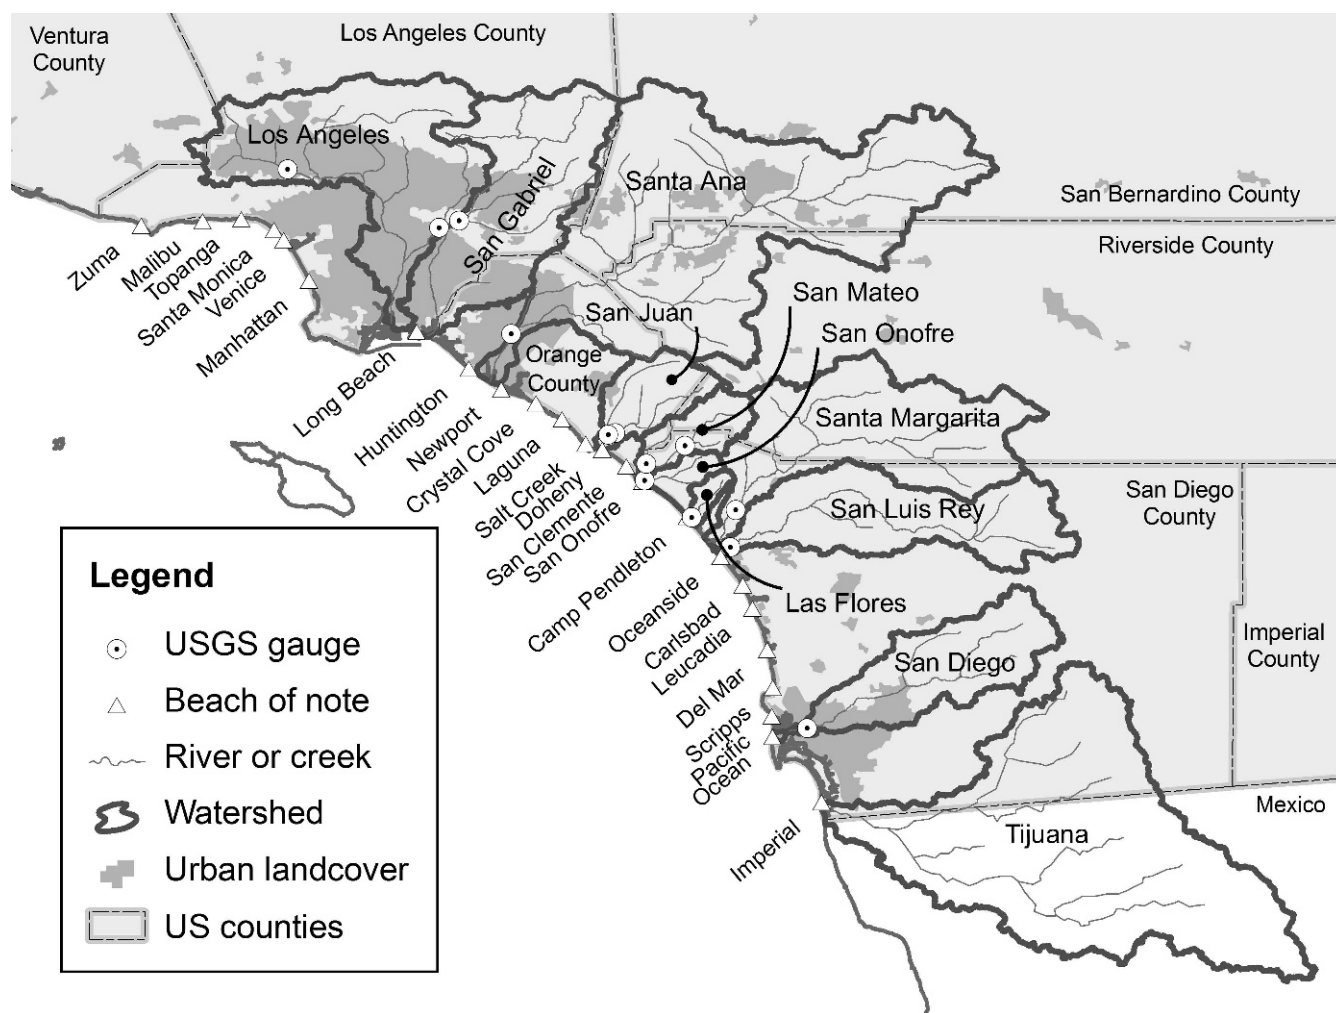 Ventura
County
Los Angeles County
Los Angeles
San Gabriel
Santa Ana
San Bernardino County
Riverside County
San Mateo
San Juan
San Onofre
Orange
County
Santa Margarita
San Luis Rey
San Diego
County
Las Flores
Imperial
County
San Diego
Mexico
Tijuana
Zuma
Malibu
Topanga
Santa Monica
Venice
Manhattan
Long Beach
Huntington
Newport
Crystal Cove
Laguna
Salt Creek
Doheny
San Clemente
San Onofre
Camp Pendleton
Oceanside
Carlsbad
Leucadia
Del Mar
Scripps
Pacific
Ocean
Imperial
Legend
USGS gauge
Beach of note
River or creek
Watershed
Urban landcover
US counties